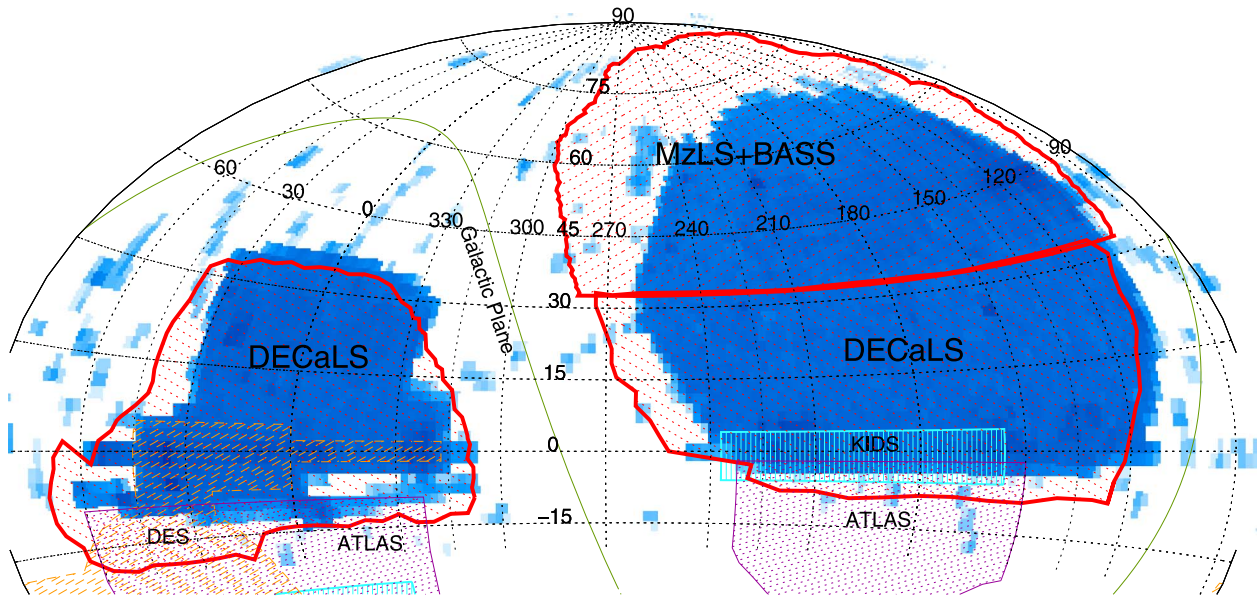 90
75
90
60
MzLS+BASS
60
120
30
150
0
180
330
300
45
270
240
210
Galactic Plane
30
DECaLS
DECaLS
15
0
KIDS
−15
ATLAS
DES
ATLAS